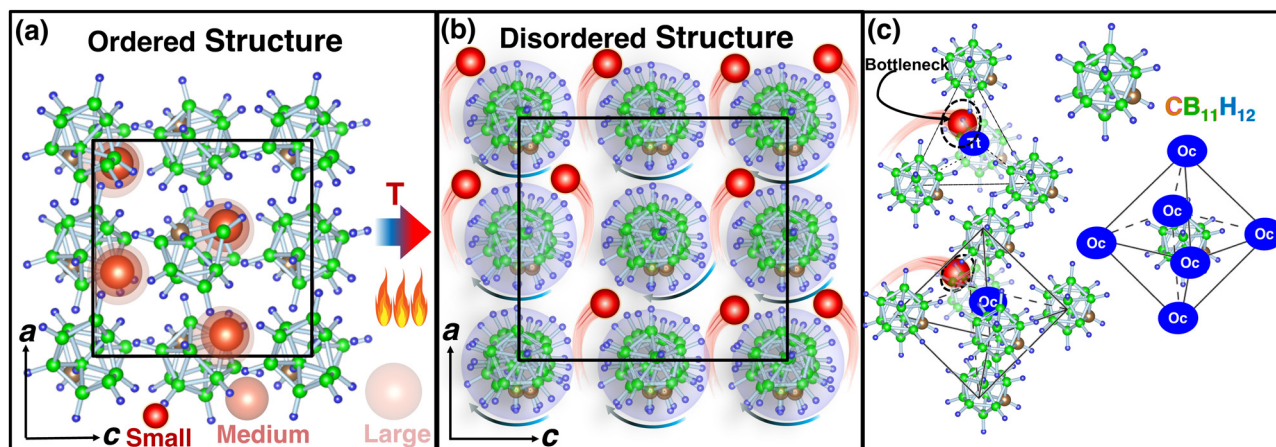 (a)
Ordered Structure
a
c
Small
Medium
Large
T
(b)
Disordered Structure
a
c
(c)
Bottleneck
Tt
Oc
CB₁₁H₁₂
Oc
Oc
Oc
Oc
Oc
Oc